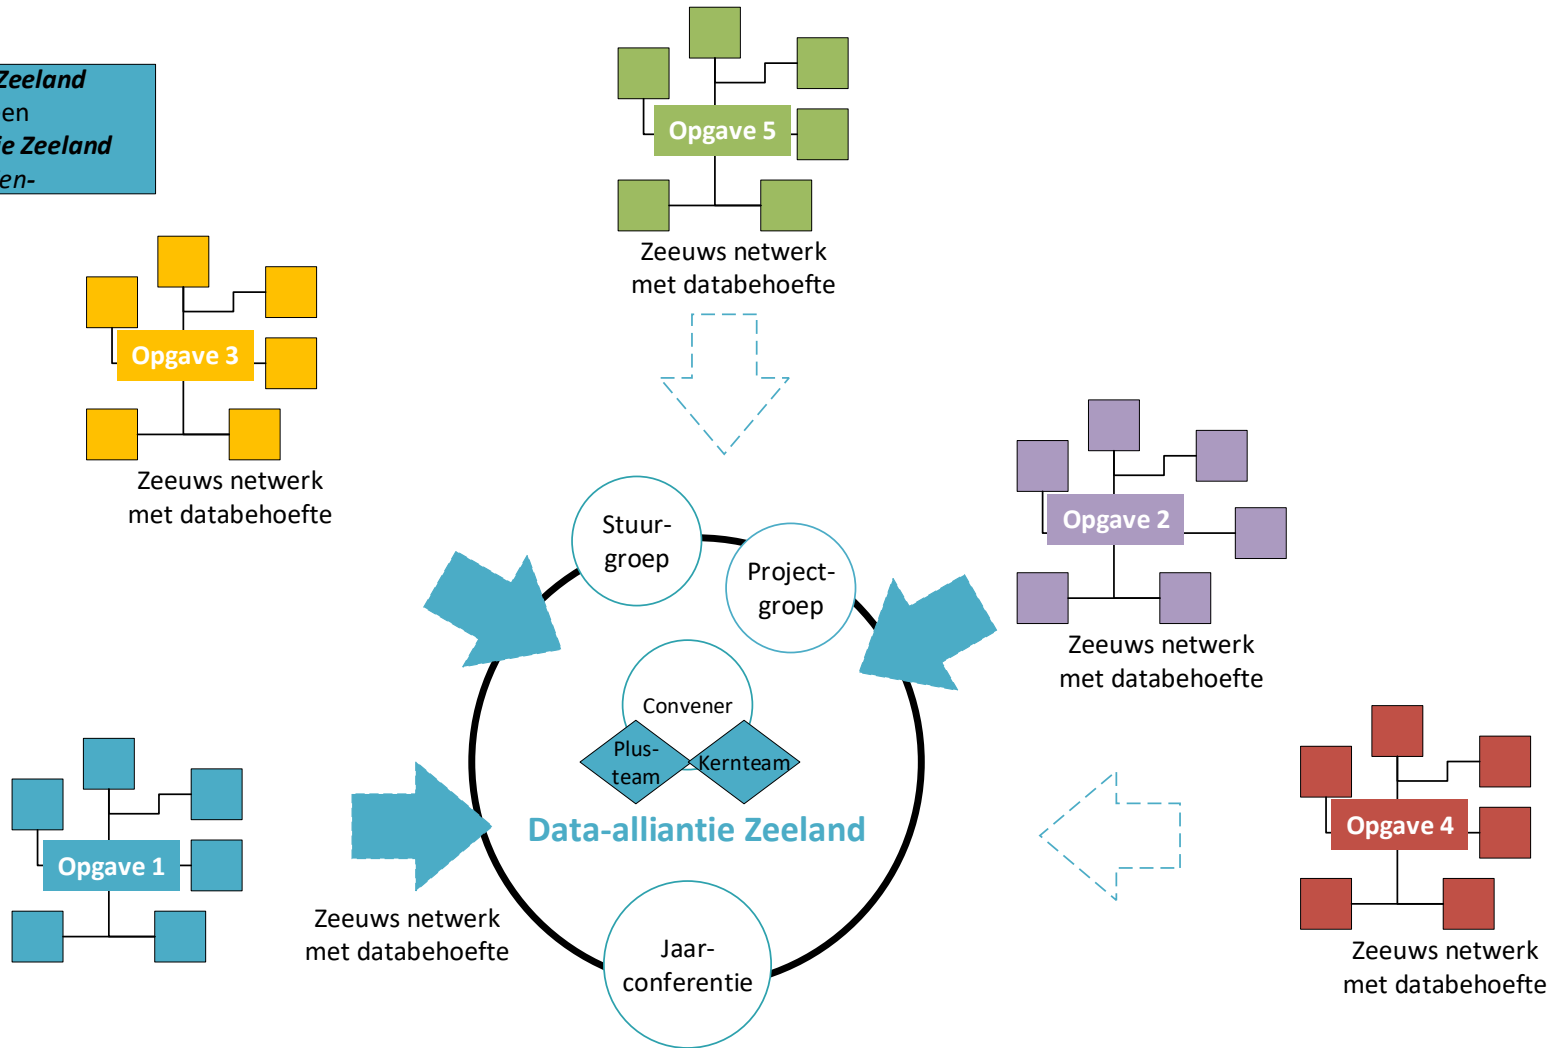 Zeeland
en
ie Zeeland
en-
Opgave 5
Zeeuws netwerk
met databehoefte
Opgave 3
Zeeuws netwerk
met databehoefte
Opgave 2
Zeeuws netwerk
met databehoefte
Stuur-
groep
Project-
groep
Convener
Plus-
team
Kernteam
Data-alliantie Zeeland
Jaar-
conferentie
Opgave 1
Zeeuws netwerk
met databehoefte
Opgave 4
Zeeuws netwerk
met databehoefte